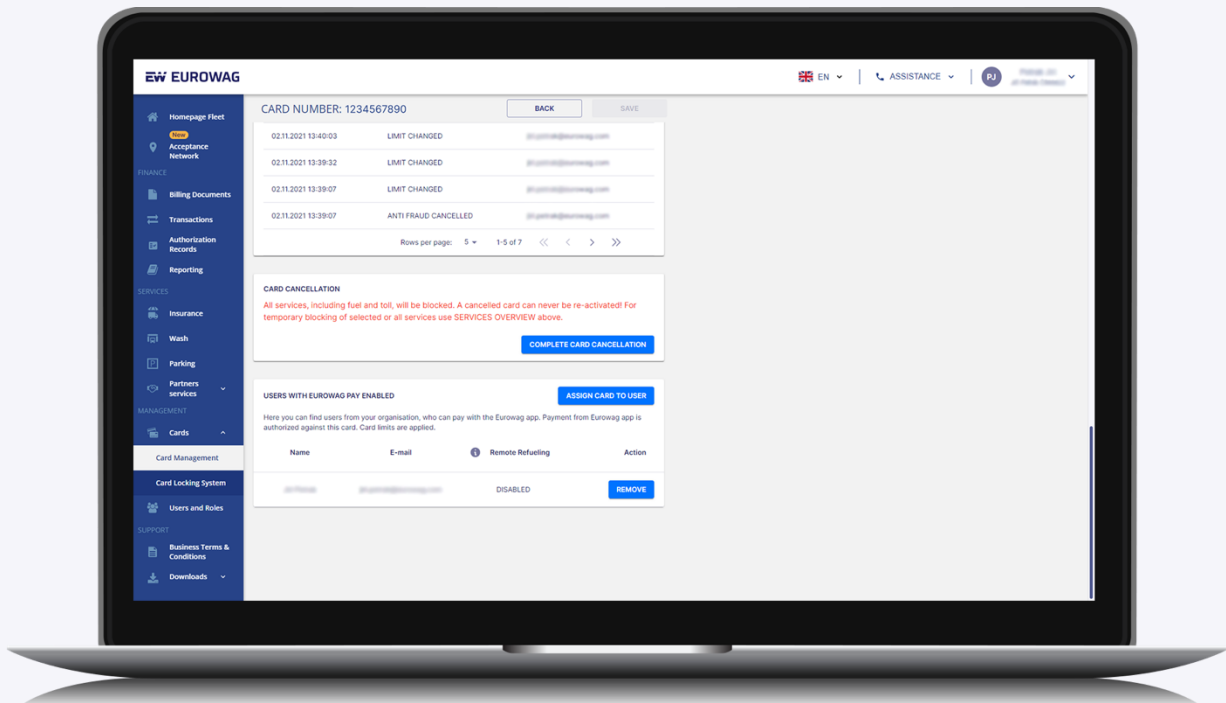 EW EUROWAG
EN
ASSISTANCE
PJ
Homepage Fleet
New
Acceptance
Network
FINANCE
Billing Documents
Transactions
Authorization
Records
Reporting
SERVICES
Insurance
Wash
Parking
Partners
services
MANAGEMENT
Cards
Card Management
Card Locking System
Users and Roles
SUPPORT
Business Terms &
Conditions
Downloads
CARD NUMBER: 1234567890
BACK
SAVE
02.11.2021 13:40:03 LIMIT CHANGED
02.11.2021 13:39:32 LIMIT CHANGED
02.11.2021 13:39:07 LIMIT CHANGED
02.11.2021 13:39:07 ANTI FRAUD CANCELLED
Rows per page: 5 1-5 of 7
CARD CANCELLATION
All services, including fuel and toll, will be blocked. A cancelled card can never be re-activated! For
temporary blocking of selected or all services use SERVICES OVERVIEW above.
COMPLETE CARD CANCELLATION
USERS WITH EUROWAG PAY ENABLED
ASSIGN CARD TO USER
Here you can find users from your organisation, who can pay with the Eurowag app. Payment from Eurowag app is
authorized against this card. Card limits are applied.
Name E-mail Remote Refueling Action
DISABLED REMOVE